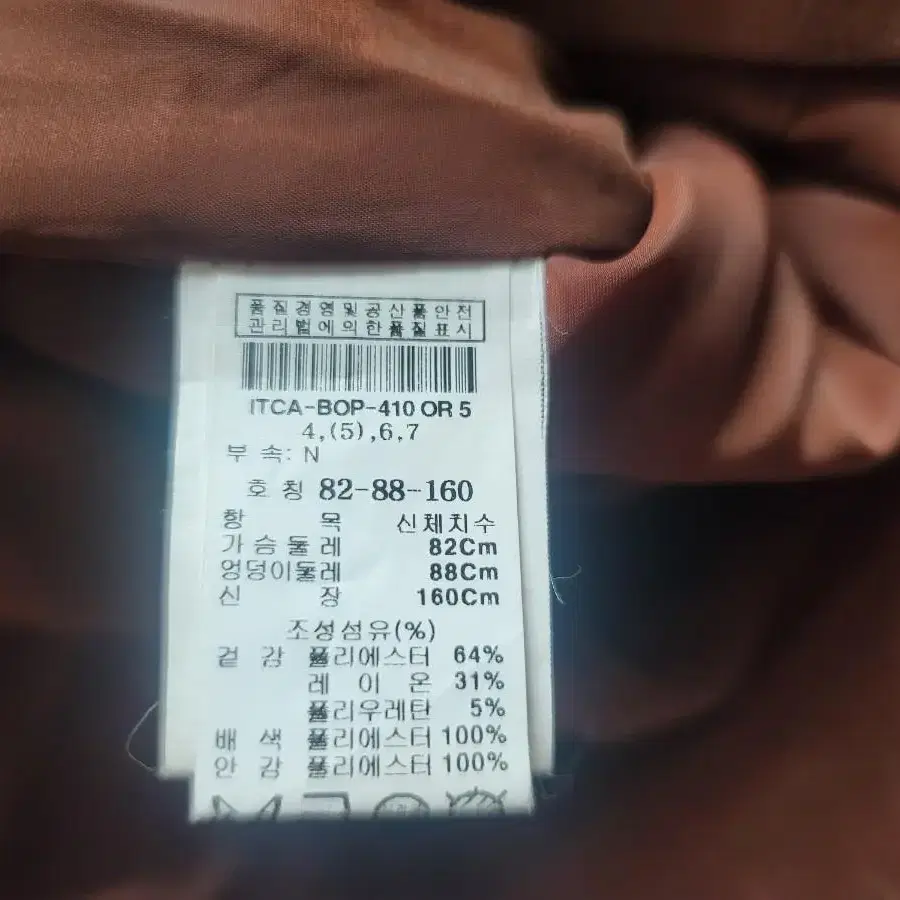 품질경영및공산품안전
관리법에의한품질표시
ITCA-BOP-410 OR 5
4,(5),6,7
부 속: N
호 칭 82-88-160
항 목 신체치수
가슴둘레 82Cm
엉덩이둘레 88Cm
신 장 160Cm
조성섬유(%)
겉 감 폴리에스터 64%
레 이 온 31%
폴리우레탄 5%
배 색 폴리에스터 100%
안 감 폴리에스터 100%